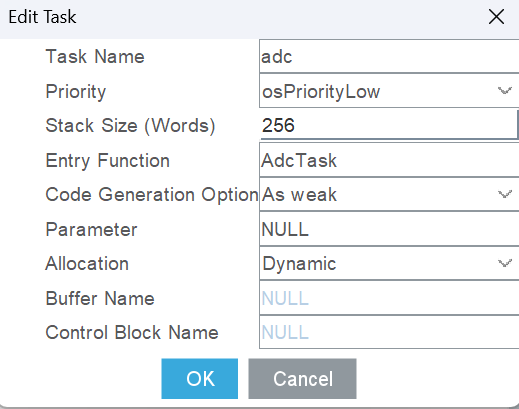 Edit Task
Task Name adc
Priority osPriorityLow
Stack Size (Words) 256
Entry Function AdcTask
Code Generation Option As weak
Parameter NULL
Allocation Dynamic
Buffer Name NULL
Control Block Name NULL
OK Cancel